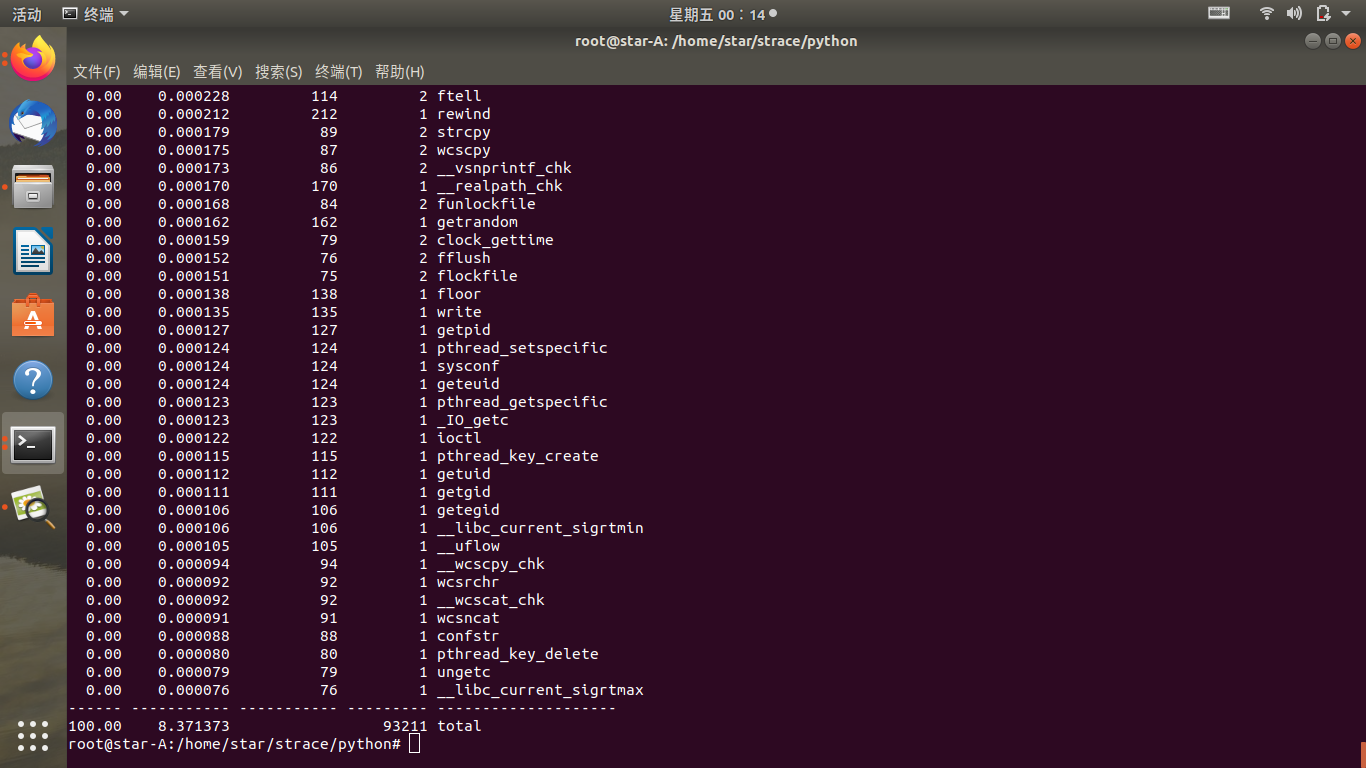 活动 终端 星期五 00：14
root@star-A: /home/star/strace/python
文件(F) 编辑(E) 查看(V) 搜索(S) 终端(T) 帮助(H)
0.00 0.000228 114 2 ftell
0.00 0.000212 212 1 rewind
0.00 0.000179 89 2 strcpy
0.00 0.000175 87 2 wcscpy
0.00 0.000173 86 2 __vsnprintf_chk
0.00 0.000170 170 1 __realpath_chk
0.00 0.000168 84 2 funlockfile
0.00 0.000162 162 1 getrandom
0.00 0.000159 79 2 clock_gettime
0.00 0.000152 76 2 fflush
0.00 0.000151 75 2 flockfile
0.00 0.000138 138 1 floor
0.00 0.000135 135 1 write
0.00 0.000127 127 1 getpid
0.00 0.000124 124 1 pthread_setspecific
0.00 0.000124 124 1 sysconf
0.00 0.000124 124 1 geteuid
0.00 0.000123 123 1 pthread_getspecific
0.00 0.000123 123 1 _IO_getc
0.00 0.000122 122 1 ioctl
0.00 0.000115 115 1 pthread_key_create
0.00 0.000112 112 1 getuid
0.00 0.000111 111 1 getgid
0.00 0.000106 106 1 getegid
0.00 0.000106 106 1 __libc_current_sigrtmin
0.00 0.000105 105 1 __uflow
0.00 0.000094 94 1 __wcscpy_chk
0.00 0.000092 92 1 wcsrchr
0.00 0.000092 92 1 __wcscat_chk
0.00 0.000091 91 1 wcsncat
0.00 0.000088 88 1 confstr
0.00 0.000080 80 1 pthread_key_delete
0.00 0.000079 79 1 ungetc
0.00 0.000076 76 1 __libc_current_sigrtmax
------ ----------- ----------- --------- --------------------
100.00 8.371373 93211 total
root@star-A:/home/star/strace/python#